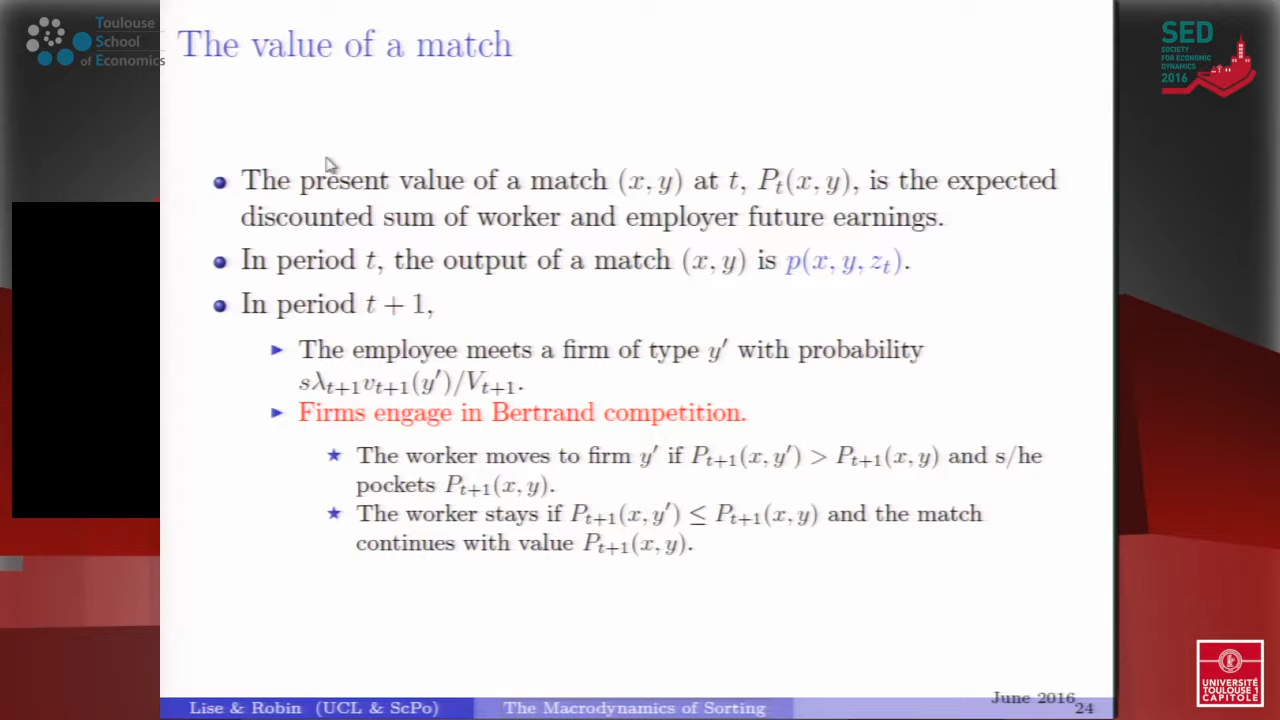 Toulouse
School
of Economics
The value of a match
SED
SOCIETY
FOR ECONOMIC
DYNAMICS
2016
The present value of a match (x, y) at t, P_t(x, y), is the expected
discounted sum of worker and employer future earnings.
In period t, the output of a match (x, y) is p(x, y, z_t).
In period t + 1,
The employee meets a firm of type y′ with probability
sλ_{t+1}v_{t+1}(y′)/V_{t+1}.
Firms engage in Bertrand competition.
The worker moves to firm y′ if P_{t+1}(x, y′) > P_{t+1}(x, y) and s/he
pockets P_{t+1}(x, y).
The worker stays if P_{t+1}(x, y′) ≤ P_{t+1}(x, y) and the match
continues with value P_{t+1}(x, y).
UNIVERSITÉ
TOULOUSE 1
CAPITOLE
Lise & Robin (UCL & ScPo)
The Macrodynamics of Sorting
June 2016
24